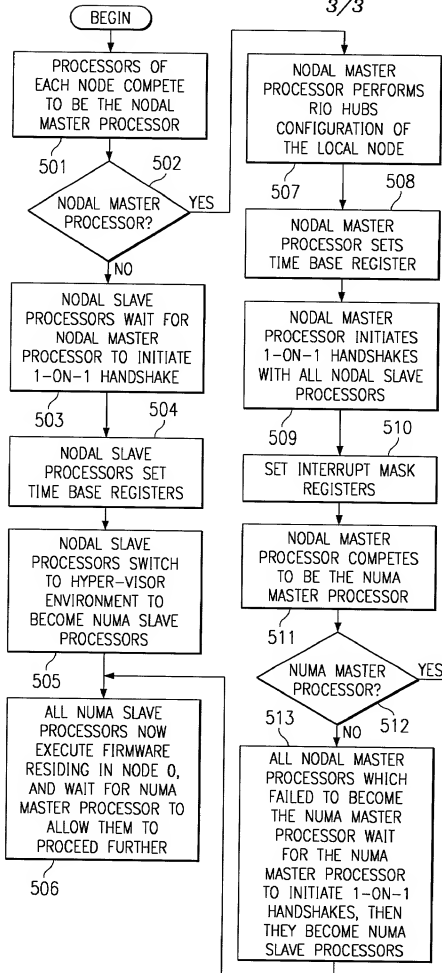 3/3
BEGIN
PROCESSORS OF
EACH NODE COMPETE
TO BE THE NODAL
MASTER PROCESSOR
501
502
NODAL MASTER
PROCESSOR?
YES
NO
NODAL SLAVE
PROCESSORS WAIT FOR
NODAL MASTER
PROCESSOR TO INITIATE
1-ON-1 HANDSHAKE
503
504
NODAL SLAVE
PROCESSORS SET
TIME BASE REGISTERS
NODAL SLAVE
PROCESSORS SWITCH
TO HYPER-VISOR
ENVIRONMENT TO
BECOME NUMA SLAVE
PROCESSORS
505
ALL NUMA SLAVE
PROCESSORS NOW
EXECUTE FIRMWARE
RESIDING IN NODE 0,
AND WAIT FOR NUMA
MASTER PROCESSOR TO
ALLOW THEM TO
PROCEED FURTHER
506
NODAL MASTER
PROCESSOR PERFORMS
RIO HUBS
CONFIGURATION OF
THE LOCAL NODE
507
508
NODAL MASTER
PROCESSOR SETS
TIME BASE REGISTER
NODAL MASTER
PROCESSOR INITIATES
1-ON-1 HANDSHAKES
WITH ALL NODAL SLAVE
PROCESSORS
509
510
SET INTERRUPT MASK
REGISTERS
NODAL MASTER
PROCESSOR COMPETES
TO BE THE NUMA
MASTER PROCESSOR
511
NUMA MASTER
PROCESSOR?
YES
512
NO
513
ALL NODAL MASTER
PROCESSORS WHICH
FAILED TO BECOME
THE NUMA MASTER
PROCESSOR WAIT
FOR THE NUMA
MASTER PROCESSOR
TO INITIATE 1-ON-1
HANDSHAKES, THEN
THEY BECOME NUMA
SLAVE PROCESSORS